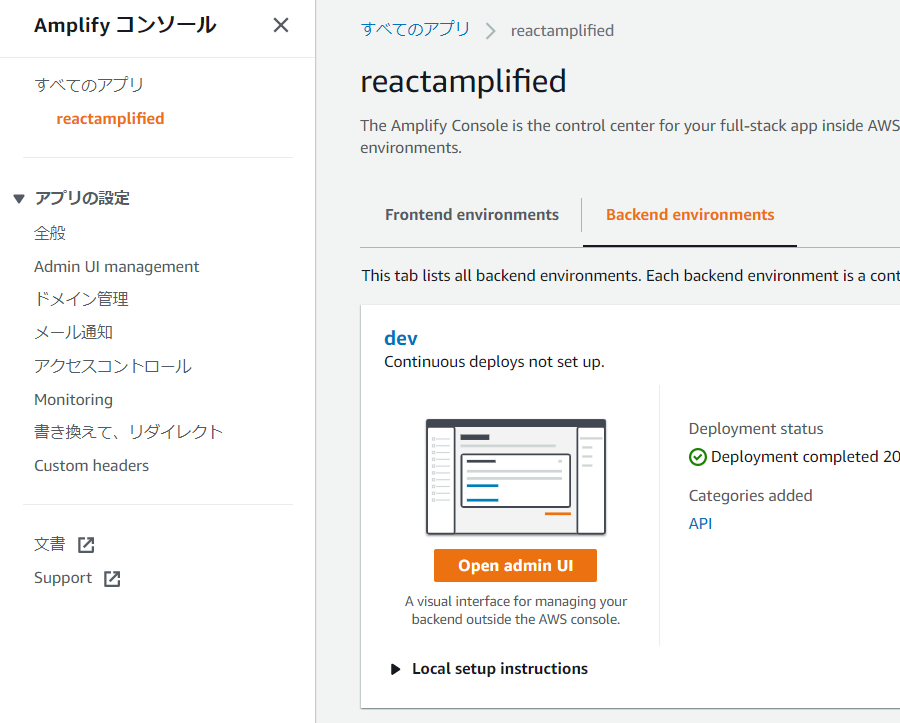 Amplify コンソール
すべてのアプリ
reactamplified
アプリの設定
全般
Admin UI management
ドメイン管理
メール通知
アクセスコントロール
Monitoring
書き換えて、リダイレクト
Custom headers
文書
Support
すべてのアプリ
reactamplified
reactamplified
The Amplify Console is the control center for your full-stack app inside AWS
environments.
Frontend environments
Backend environments
This tab lists all backend environments. Each backend environment is a cont
dev
Continuous deploys not set up.
Open admin UI
A visual interface for managing your
backend outside the AWS console.
Deployment status
Deployment completed 20
Categories added
API
Local setup instructions